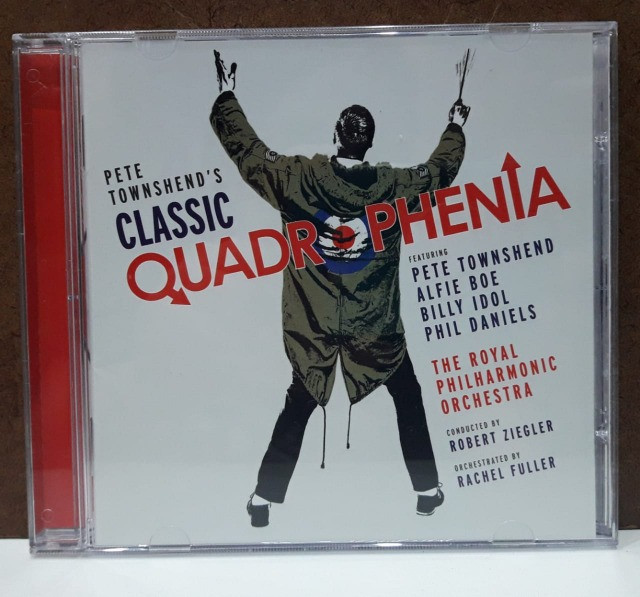 PETE
TOWNSHEND'S
CLASSIC
QUADROPHENIA
FEATURING
PETE TOWNSHEND
ALFIE BOE
BILLY IDOL
PHIL DANIELS
THE ROYAL
PHILHARMONIC
ORCHESTRA
CONDUCTED BY
ROBERT ZIEGLER
ORCHESTRATED BY
RACHEL FULLER